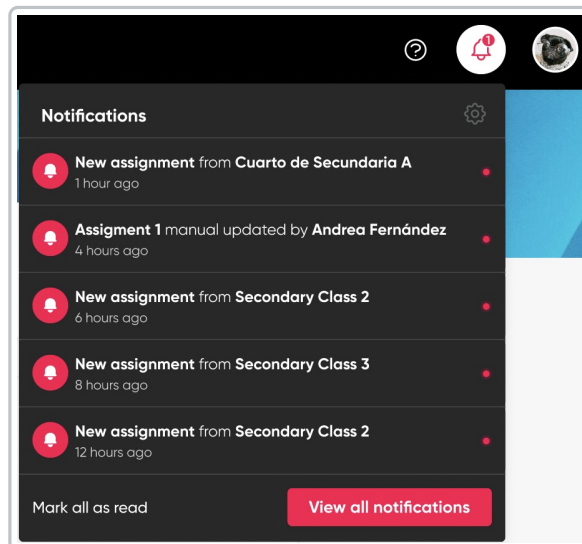 1
Notifications
New assignment from Cuarto de Secundaria A
1 hour ago
Assigment 1 manual updated by Andrea Fernández
4 hours ago
New assignment from Secondary Class 2
6 hours ago
New assignment from Secondary Class 3
8 hours ago
New assignment from Secondary Class 2
12 hours ago
Mark all as read View all notifications